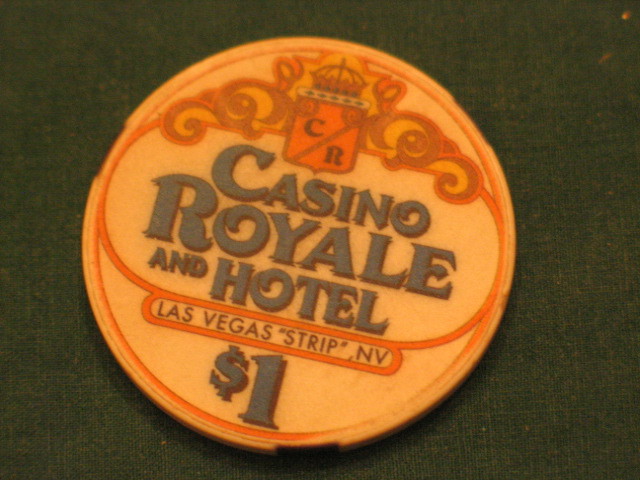 C
R
CASINO
ROYALE
AND HOTEL
LAS VEGAS "STRIP", NV
$1